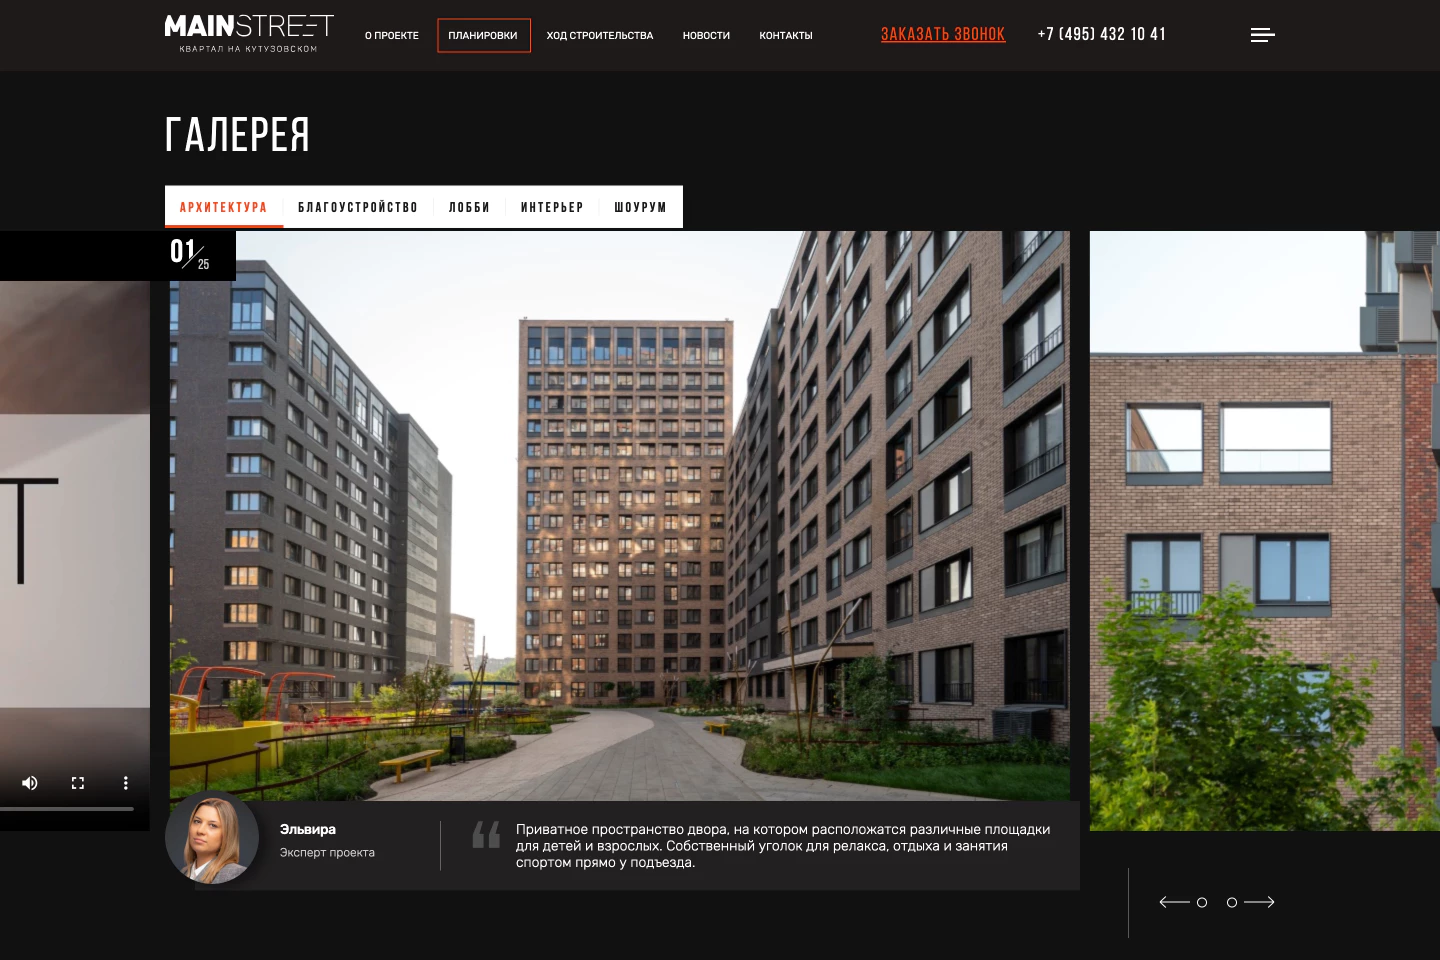 MAINSTREET
КВАРТАЛ НА КУТУЗОВСКОМ
О ПРОЕКТЕ
ПЛАНИРОВКИ
ХОД СТРОИТЕЛЬСТВА
НОВОСТИ
КОНТАКТЫ
ЗАКАЗАТЬ ЗВОНОК
+7 (495) 432 10 41
ГАЛЕРЕЯ
АРХИТЕКТУРА
БЛАГОУСТРОЙСТВО
ЛОББИ
ИНТЕРЬЕР
ШОУРУМ
01/25
T
Эльвира
Эксперт проекта
Приватное пространство двора, на котором расположатся различные площадки
для детей и взрослых. Собственный уголок для релакса, отдыха и занятия
спортом прямо у подъезда.